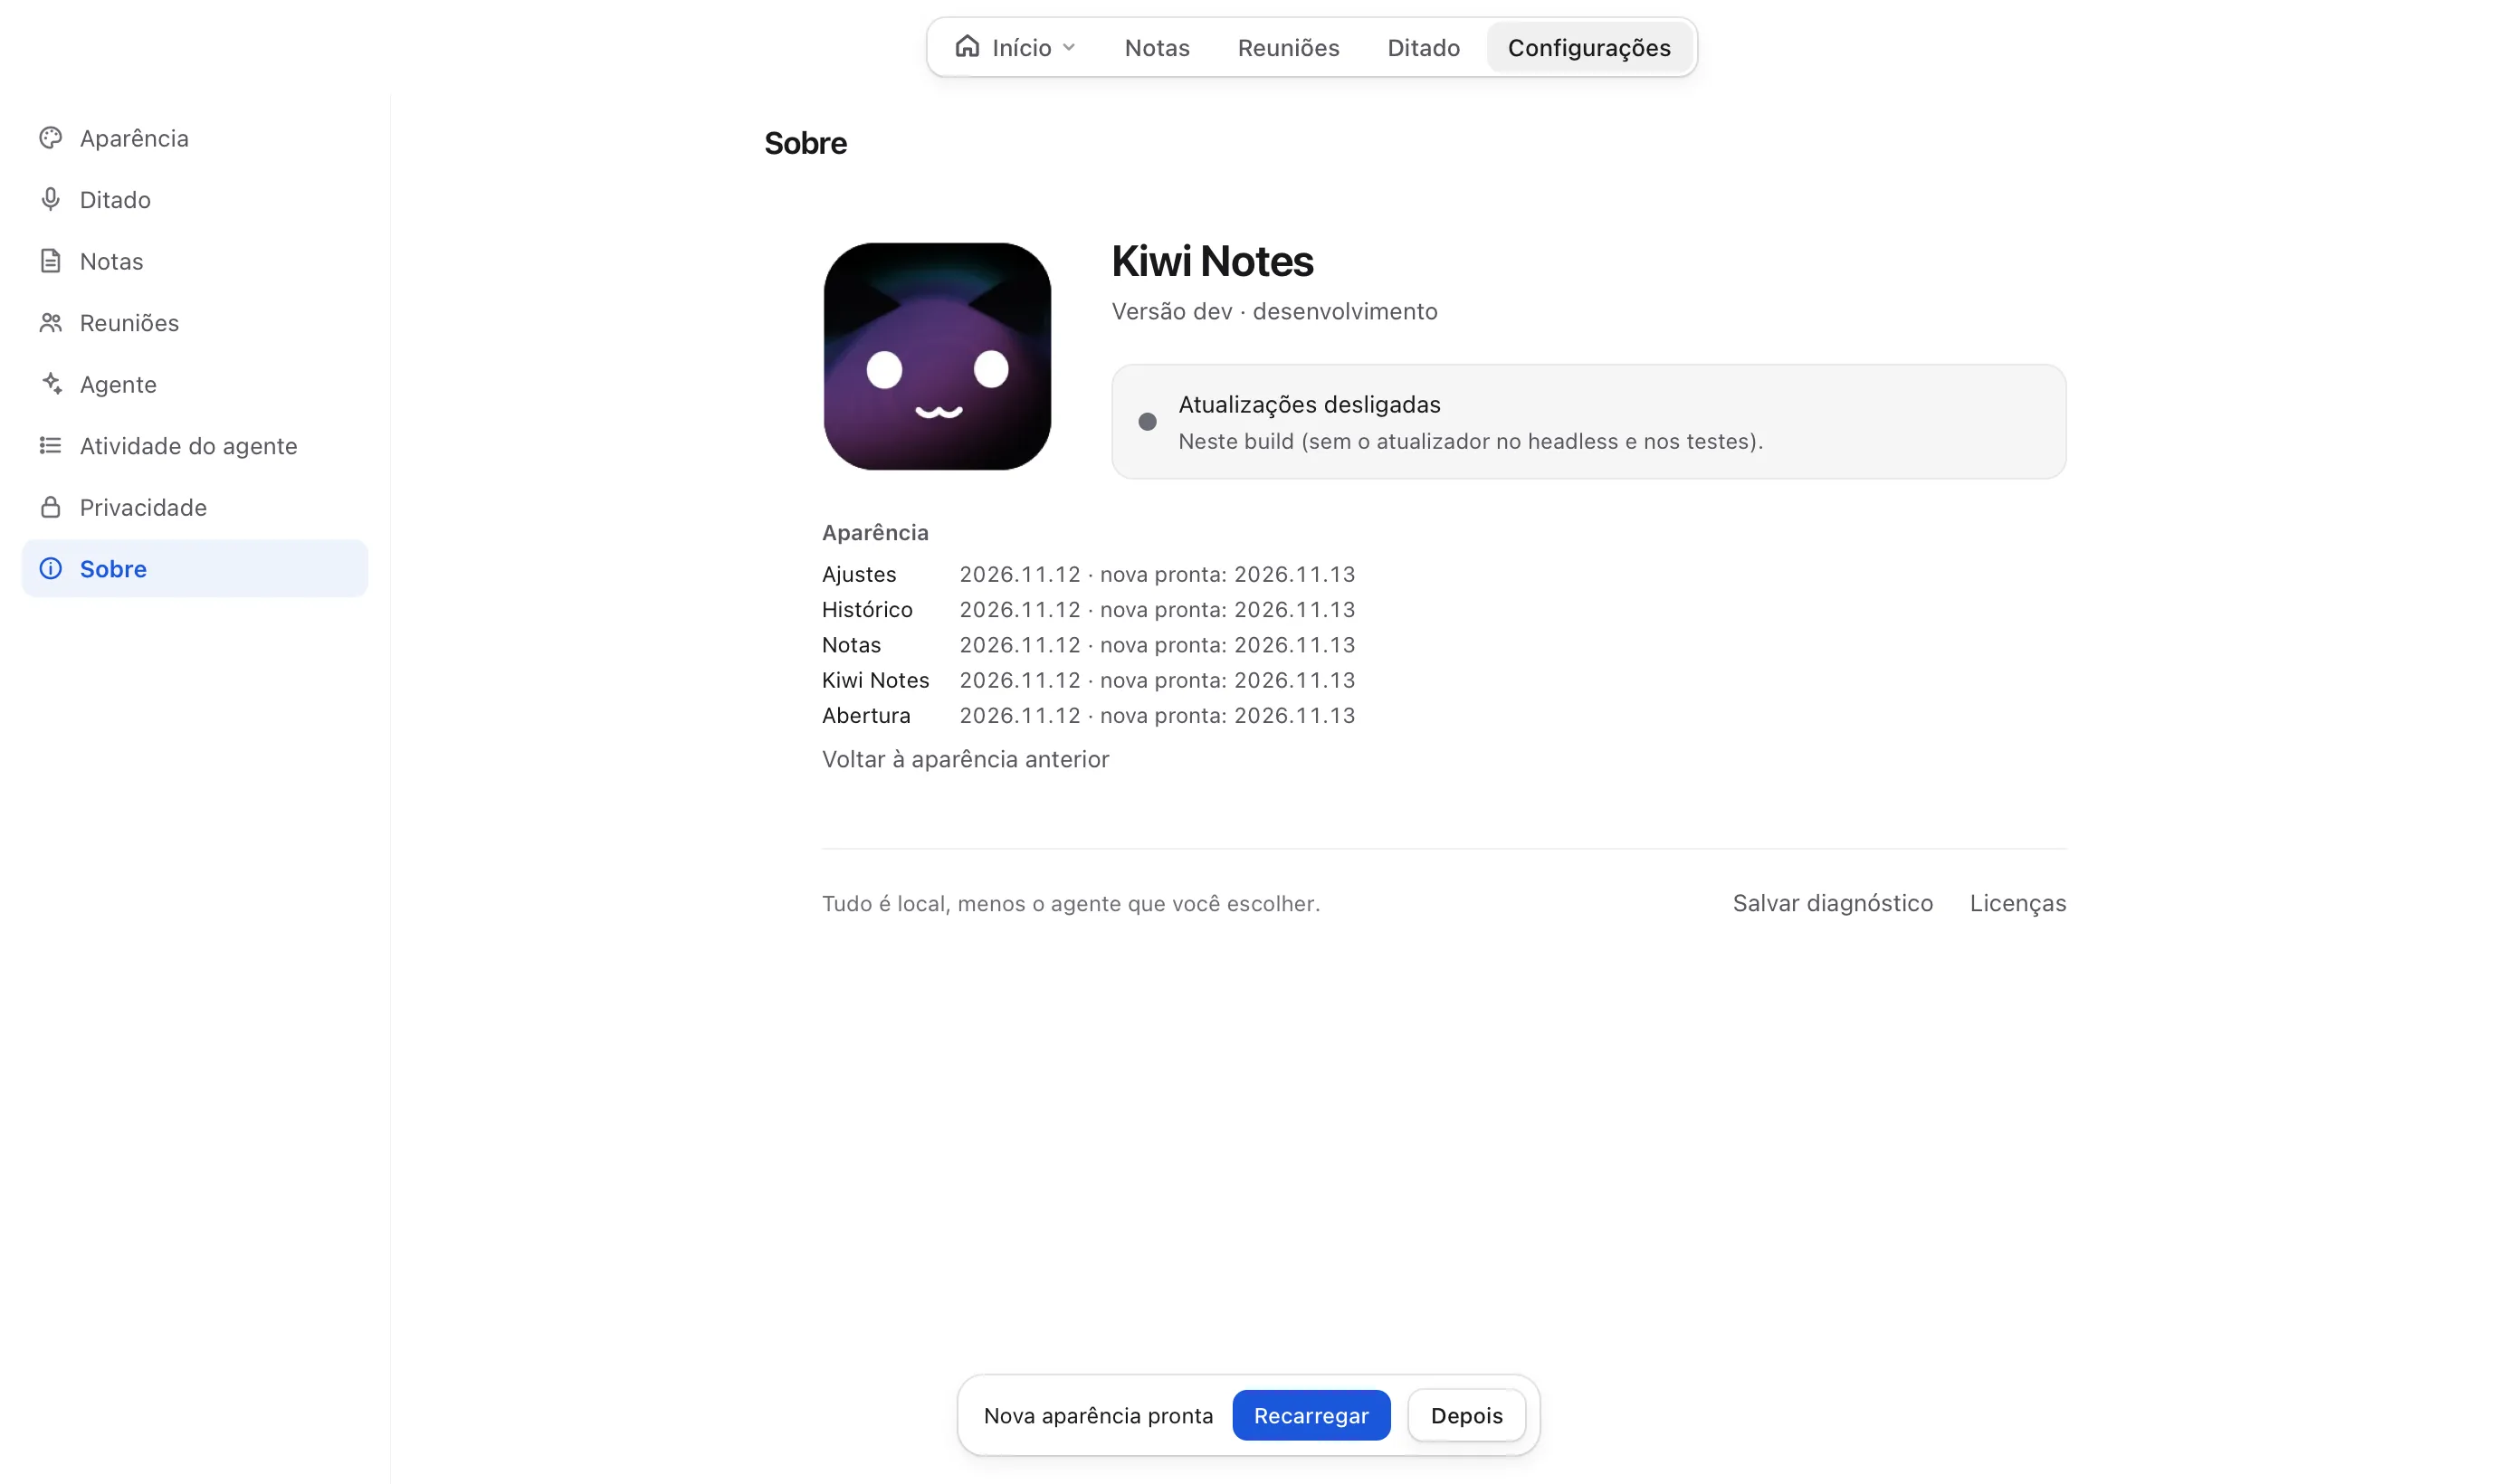 Início
Notas
Reuniões
Ditado
Configurações
Aparência
Ditado
Notas
Reuniões
Agente
Atividade do agente
Privacidade
Sobre
Sobre
Kiwi Notes
Versão dev · desenvolvimento
Atualizações desligadas
Neste build (sem o atualizador no headless e nos testes).
Aparência
Ajustes 2026.11.12 · nova pronta: 2026.11.13
Histórico 2026.11.12 · nova pronta: 2026.11.13
Notas 2026.11.12 · nova pronta: 2026.11.13
Kiwi Notes 2026.11.12 · nova pronta: 2026.11.13
Abertura 2026.11.12 · nova pronta: 2026.11.13
Voltar à aparência anterior
Tudo é local, menos o agente que você escolher.
Salvar diagnóstico
Licenças
Nova aparência pronta
Recarregar
Depois